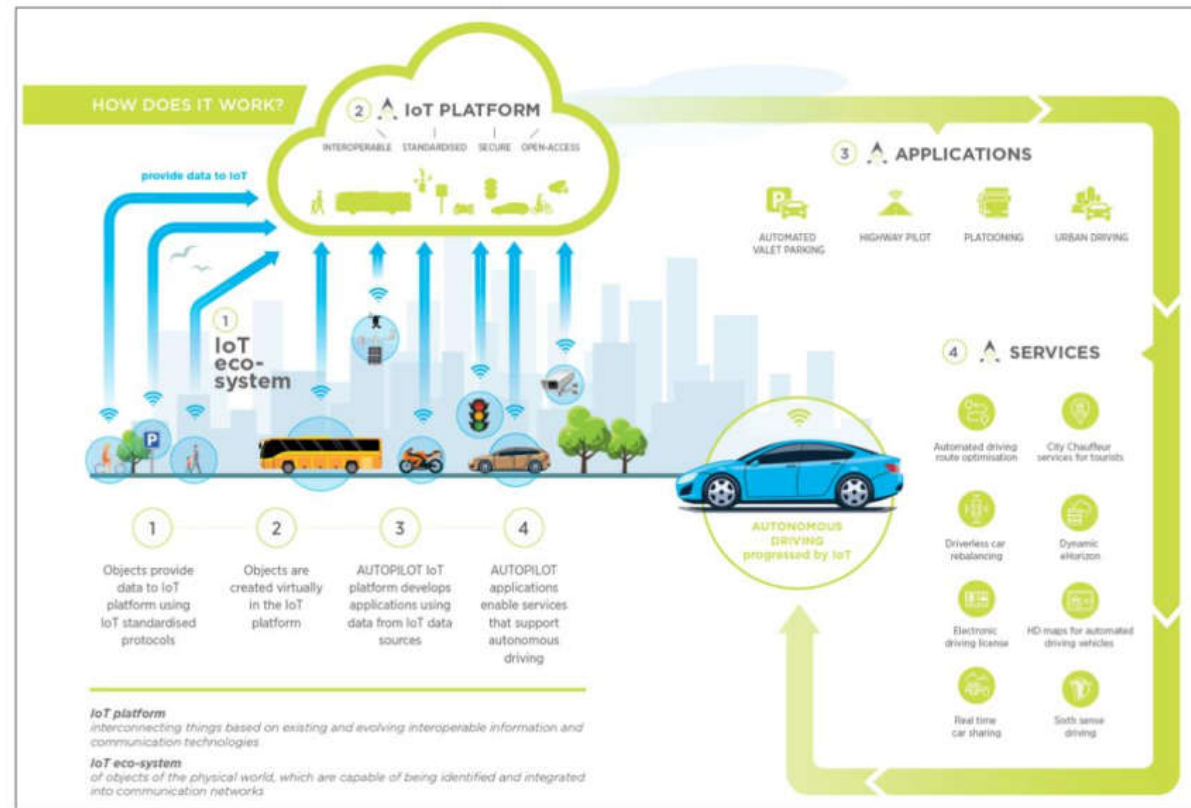 HOW DOES IT WORK?
2 IoT PLATFORM
INTEROPERABLE STANDARDISED SECURE OPEN-ACCESS
provide data to IoT
1
IoT
eco-
system
P
3 APPLICATIONS
P
AUTOMATED
VALET PARKING
HIGHWAY PILOT
PLATOONING
URBAN DRIVING
4 SERVICES
Automated driving
route optimisation
City Chauffeur
services for tourists
Driverless car
rebalancing
Dynamic
eHorizon
Electronic
driving license
HD maps for automated
driving vehicles
Real time
car sharing
Sixth sense
driving
AUTONOMOUS
DRIVING
progressed by IoT
1
Objects provide
data to IoT
platform using
IoT standardised
protocols
2
Objects are
created virtually
in the IoT
platform
3
AUTOPILOT IoT
platform develops
applications using
data from IoT data
sources
4
AUTOPILOT
applications
enable services
that support
autonomous
driving
IoT platform
interconnecting things based on existing and evolving interoperable information and
communication technologies
IoT eco-system
of objects of the physical world, which are capable of being identified and integrated
into communication networks